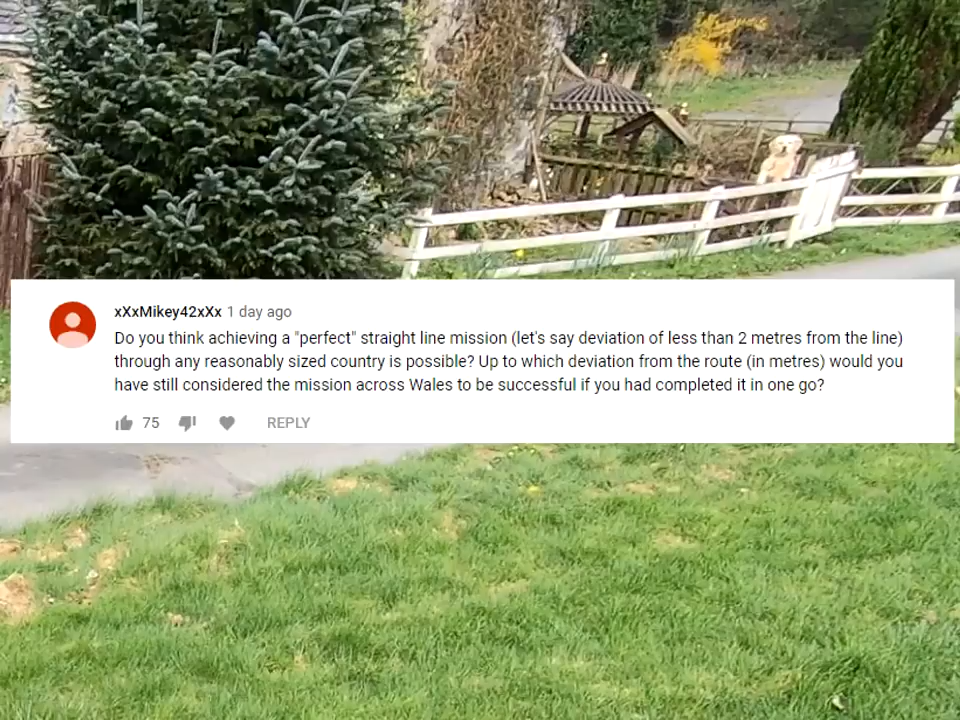 xXxMikey42xXx 1 day ago
Do you think achieving a "perfect" straight line mission (let's say deviation of less than 2 metres from the line)
through any reasonably sized country is possible? Up to which deviation from the route (in metres) would you
have still considered the mission across Wales to be successful if you had completed it in one go?
75 REPLY